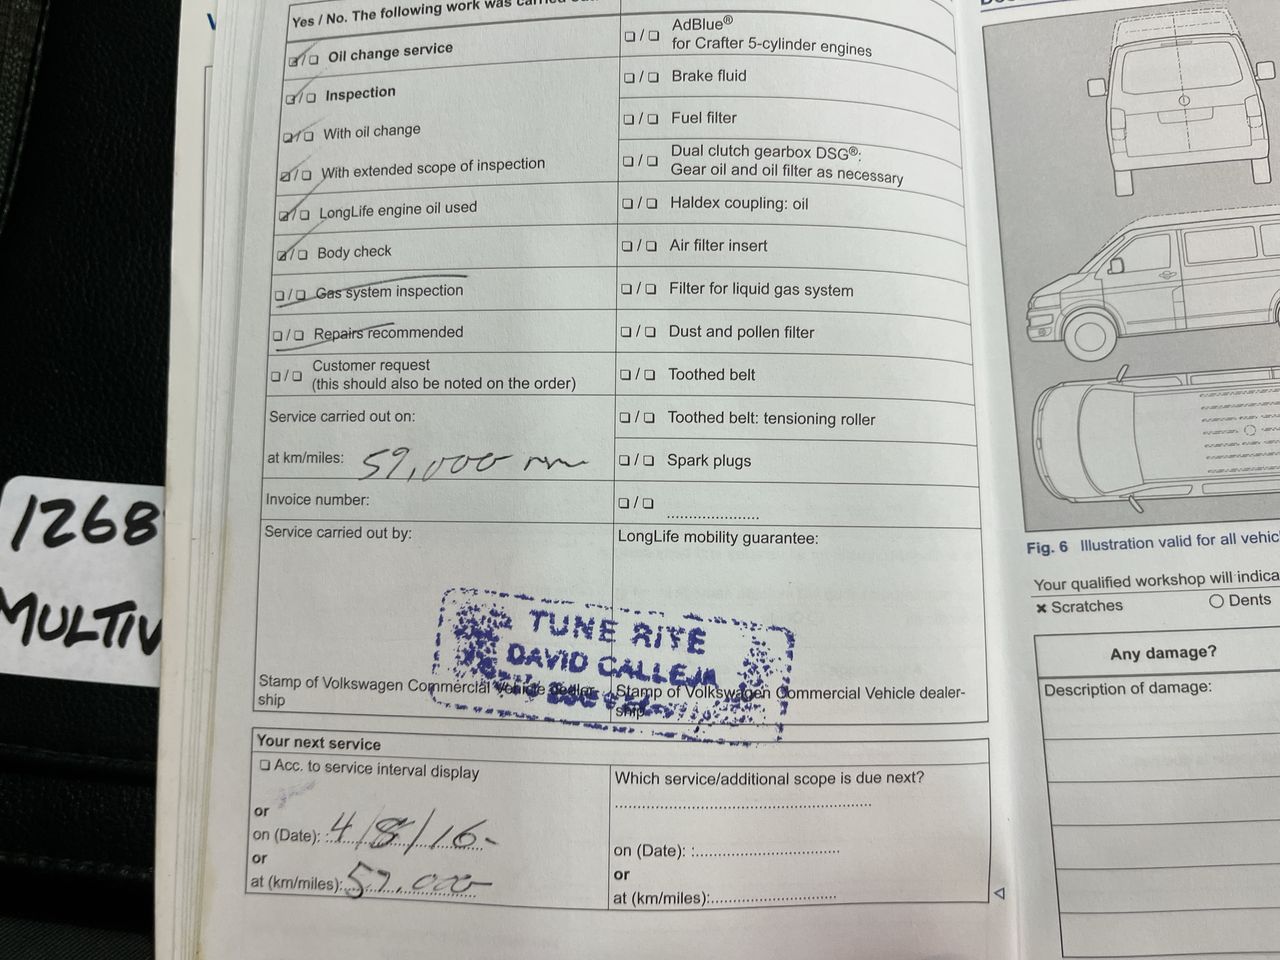 Yes / No. The following work was carried out:
❏ / ❏ Oil change service
❏ / ❏ Inspection
❏ / ❏ With oil change
❏ / ❏ With extended scope of inspection
❏ / ❏ LongLife engine oil used
❏ / ❏ Body check
❏ / ❏ Gas system inspection
❏ / ❏ Repairs recommended
❏ / ❏ Customer request
(this should also be noted on the order)
Service carried out on:
at km/miles: 59,000
Invoice number:
Service carried out by:
Stamp of Volkswagen Commercial Vehicle dealer-
ship
❏ / ❏ AdBlue®
for Crafter 5-cylinder engines
❏ / ❏ Brake fluid
❏ / ❏ Fuel filter
❏ / ❏ Dual clutch gearbox DSG®:
Gear oil and oil filter as necessary
❏ / ❏ Haldex coupling: oil
❏ / ❏ Air filter insert
❏ / ❏ Filter for liquid gas system
❏ / ❏ Dust and pollen filter
❏ / ❏ Toothed belt
❏ / ❏ Toothed belt: tensioning roller
❏ / ❏ Spark plugs
❏ / ❏ ....................
LongLife mobility guarantee:
Stamp of Volkswagen Commercial Vehicle dealer-
ship
TUNE RITE
DAVID CALLEJA
Your next service
❏ Acc. to service interval display
or
on (Date): 4/8/16-
or
at (km/miles): 57,000
Which service/additional scope is due next?
on (Date): :
or
at (km/miles):
1268
MULTIV
Fig. 6 Illustration valid for all
Your qualified workshop will
× Scratches
○ Dents
Any damage?
Description of damage: